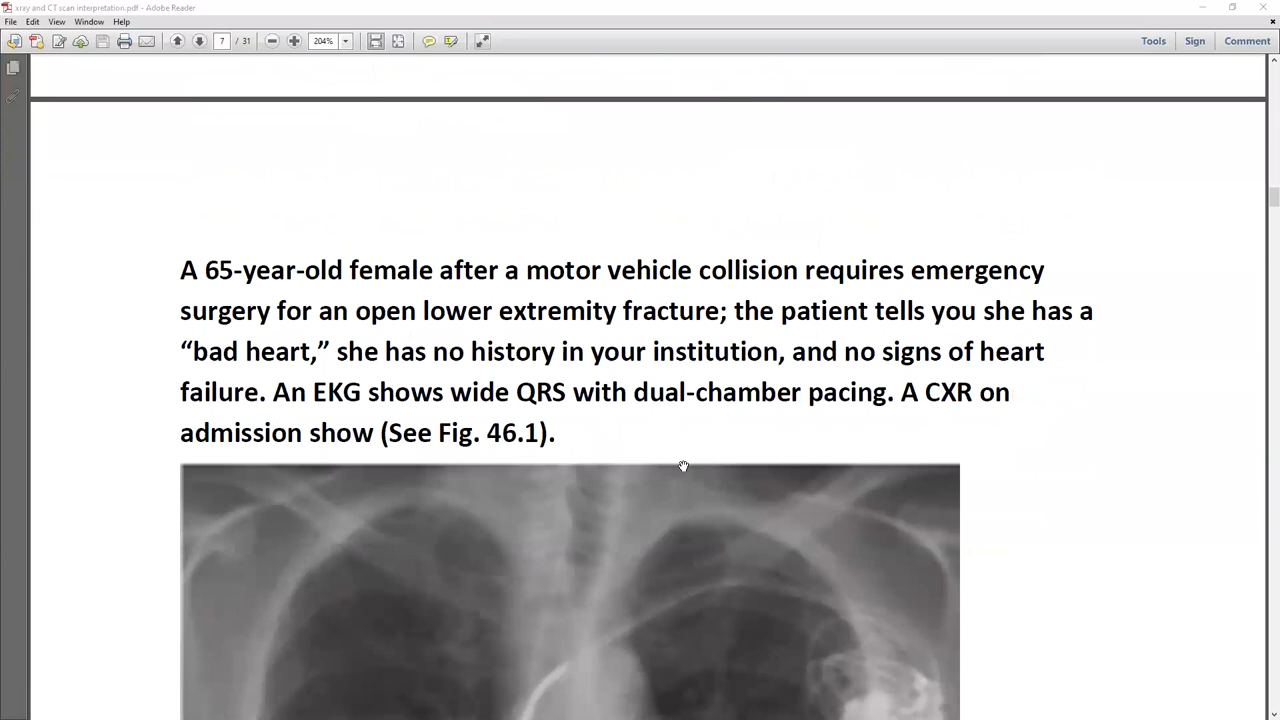 xray and CT scan interpretation.pdf - Adobe Reader
File Edit View Window Help
7 / 31 204% Tools Sign Comment
A 65-year-old female after a motor vehicle collision requires emergency
surgery for an open lower extremity fracture; the patient tells you she has a
“bad heart,” she has no history in your institution, and no signs of heart
failure. An EKG shows wide QRS with dual-chamber pacing. A CXR on
admission show (See Fig. 46.1).